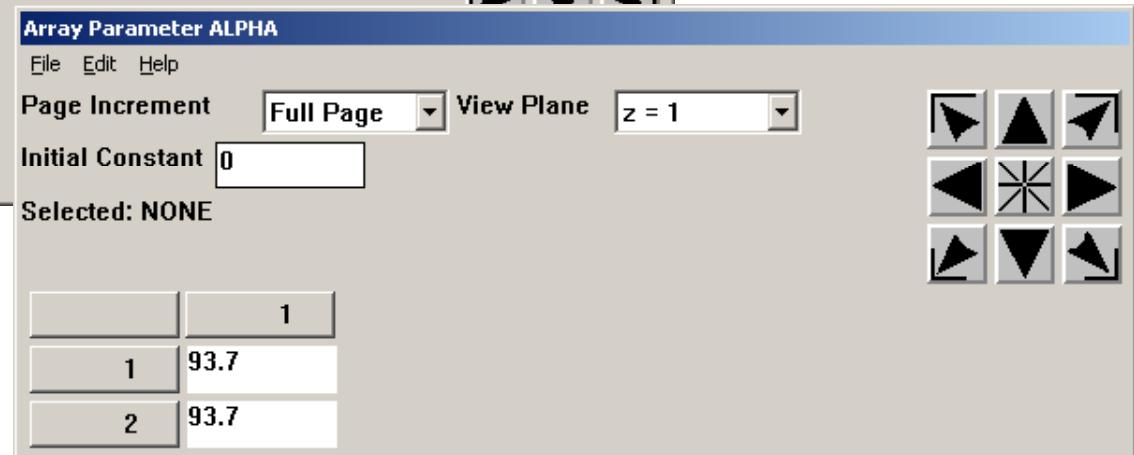 Array Parameter ALPHA
File Edit Help
Page Increment Full Page View Plane z = 1
Initial Constant 0
Selected: NONE
1
1 93.7
2 93.7